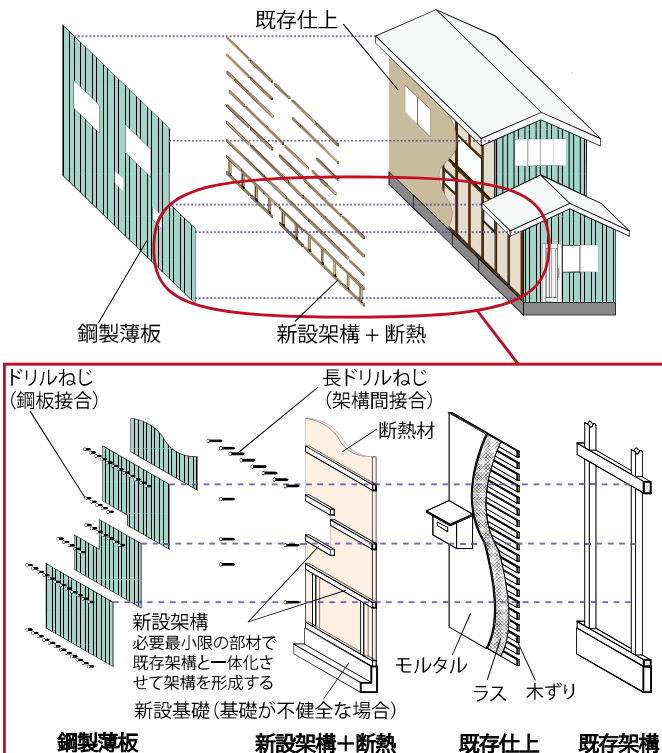 既存仕上
鋼製薄板
新設架構 + 断熱
ドリルねじ
（鋼板接合）
長ドリルねじ
（架構間接合）
断熱材
新設架構
必要最小限の部材で
既存架構と一体化さ
せて架構を形成する
新設基礎（基礎が不健全な場合）
モルタル
ラス
木ずり
鋼製薄板
新設架構＋断熱
既存仕上
既存架構